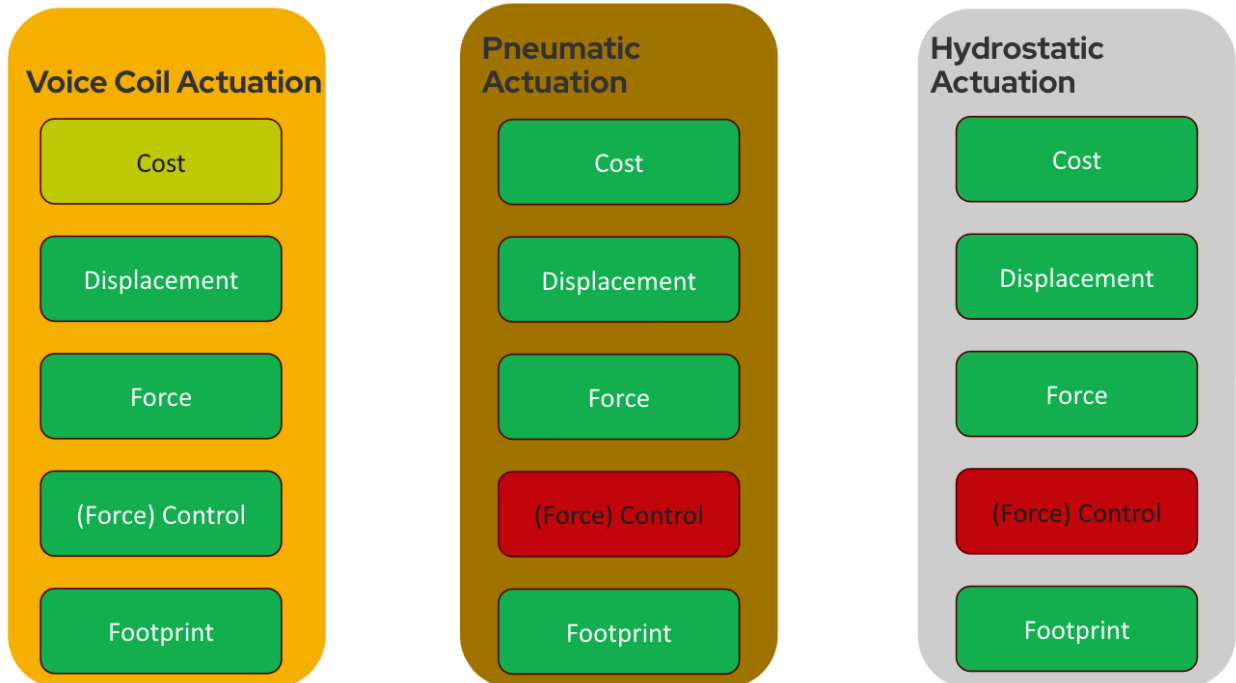 Voice Coil Actuation
Cost
Displacement
Force
(Force) Control
Footprint
Pneumatic
Actuation
Cost
Displacement
Force
(Force) Control
Footprint
Hydrostatic
Actuation
Cost
Displacement
Force
(Force) Control
Footprint